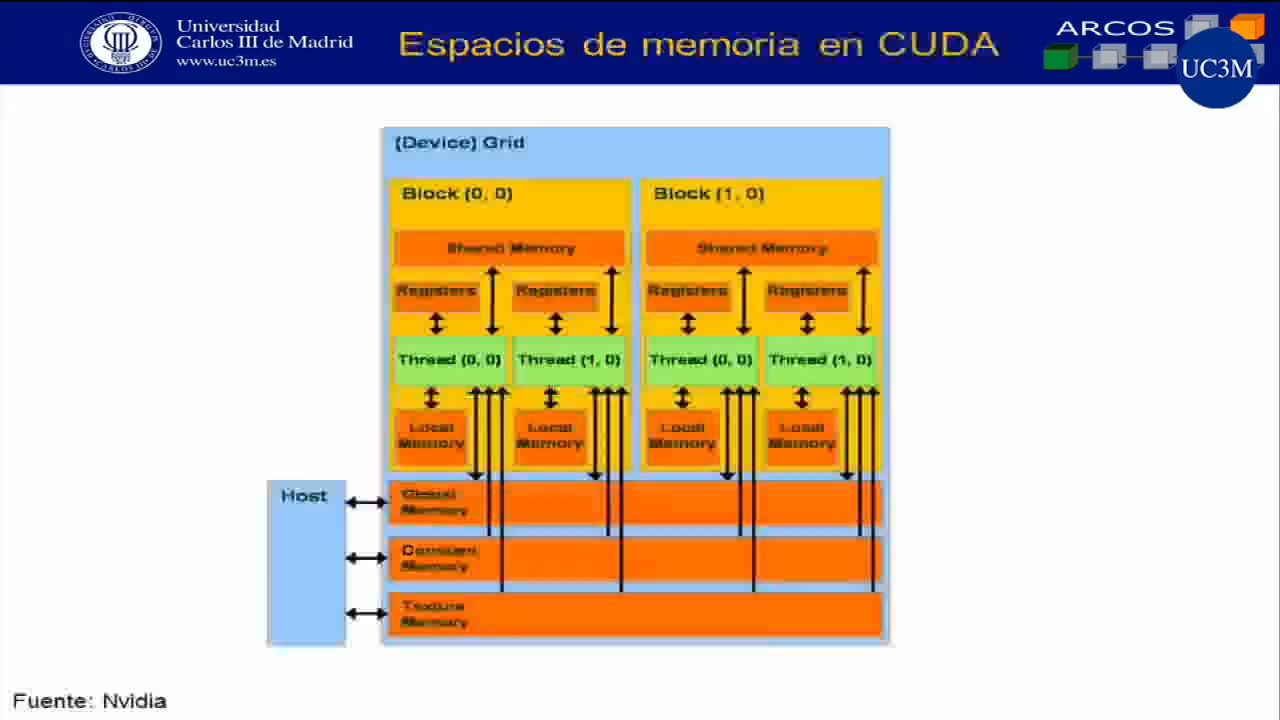 Universidad
Carlos III de Madrid
www.uc3m.es
Espacios de memoria en CUDA
ARCOS
UC3M
(Device) Grid
Block (0, 0)
Block (1, 0)
Shared Memory
Shared Memory
Registers
Registers
Registers
Registers
Thread (0, 0)
Thread (1, 0)
Thread (0, 0)
Thread (1, 0)
Local
Memory
Local
Memory
Local
Memory
Local
Memory
Host
Global
Memory
Constant
Memory
Texture
Memory
Fuente: Nvidia